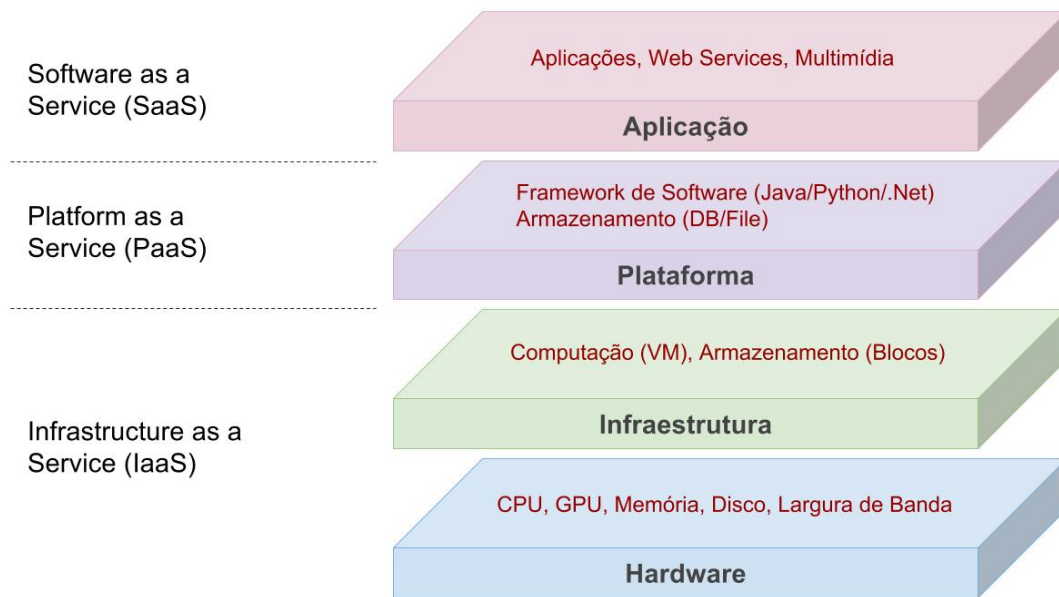 Software as a
Service (SaaS)
Aplicações, Web Services, Multimídia
Aplicação
Platform as a
Service (PaaS)
Framework de Software (Java/Python/.Net)
Armazenamento (DB/File)
Plataforma
Infrastructure as a
Service (IaaS)
Computação (VM), Armazenamento (Blocos)
Infraestrutura
CPU, GPU, Memória, Disco, Largura de Banda
Hardware